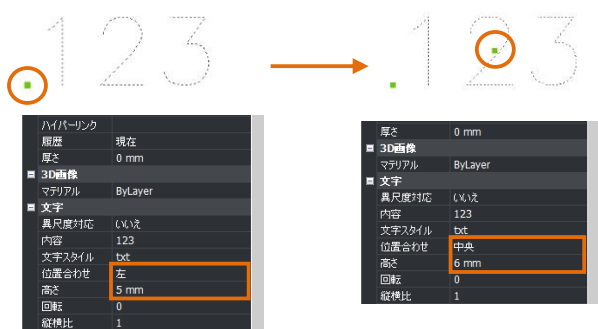 123
123
ハイパーリンク
履歴 現在
厚さ 0 mm
3D画像
マテリアル ByLayer
文字
異尺度対応 いいえ
内容 123
文字スタイル txt
位置合わせ 左
高さ 5 mm
回転 0
縦横比 1
厚さ 0 mm
3D画像
マテリアル ByLayer
文字
異尺度対応 いいえ
内容 123
文字スタイル txt
位置合わせ 中央
高さ 6 mm
回転 0
縦横比 1